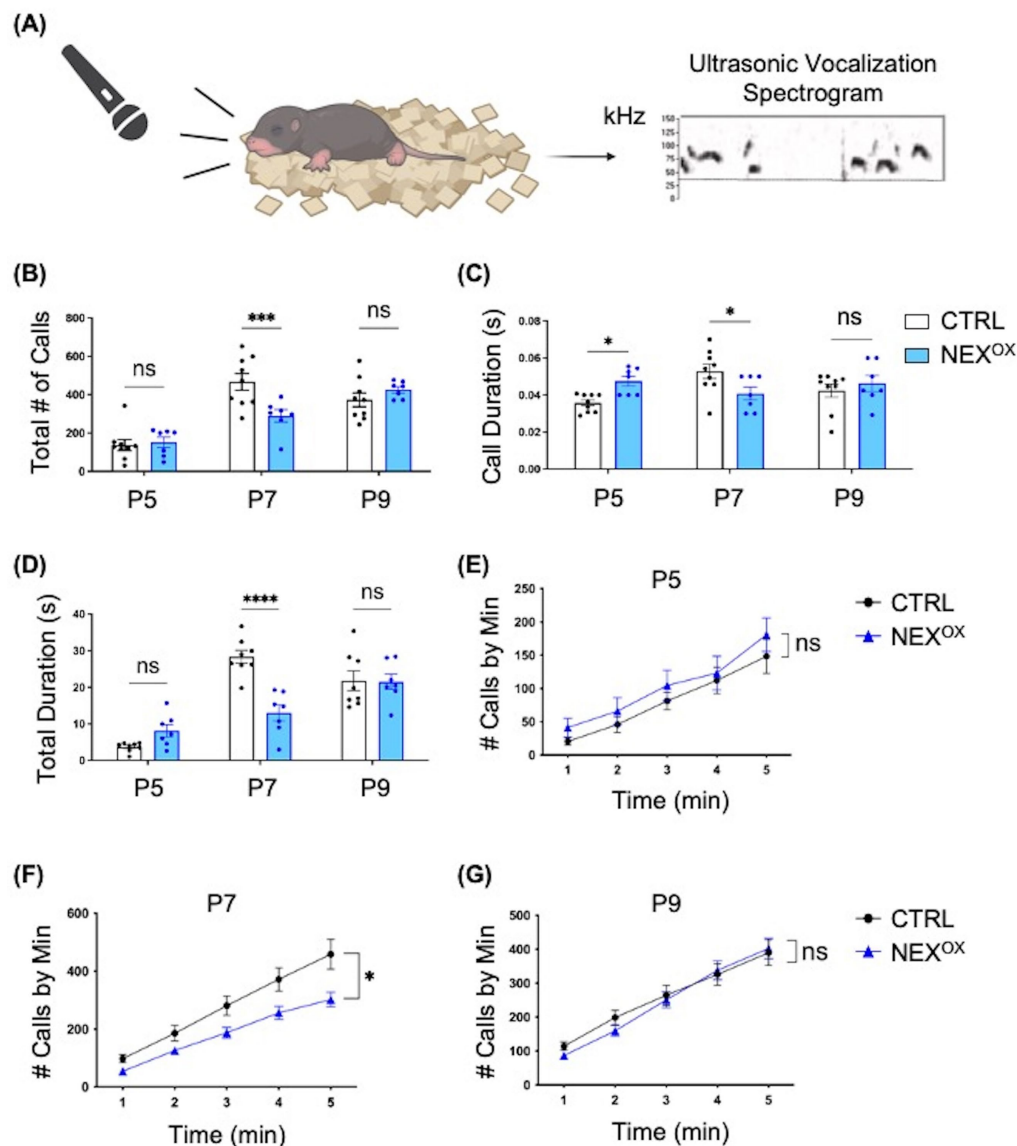 (A)
Ultrasonic Vocalization
Spectrogram
kHz
150
125
100
75
50
25
0
(B)
Total # of Calls
800
600
400
200
0
ns
***
ns
P5
P7
P9
(C)
Call Duration (s)
0.08
0.06
0.04
0.02
0.00
*
*
ns
P5
P7
P9
CTRL
NEXOX
(D)
Total Duration (s)
40
30
20
10
0
ns
****
ns
P5
P7
P9
(E)
P5
# Calls by Min
250
200
150
100
50
0
1 2 3 4 5
Time (min)
ns
CTRL
NEXOX
(F)
P7
# Calls by Min
600
400
200
0
1 2 3 4 5
Time (min)
*
(G)
P9
# Calls by Min
500
400
300
200
100
0
1 2 3 4 5
Time (min)
ns
CTRL
NEXOX